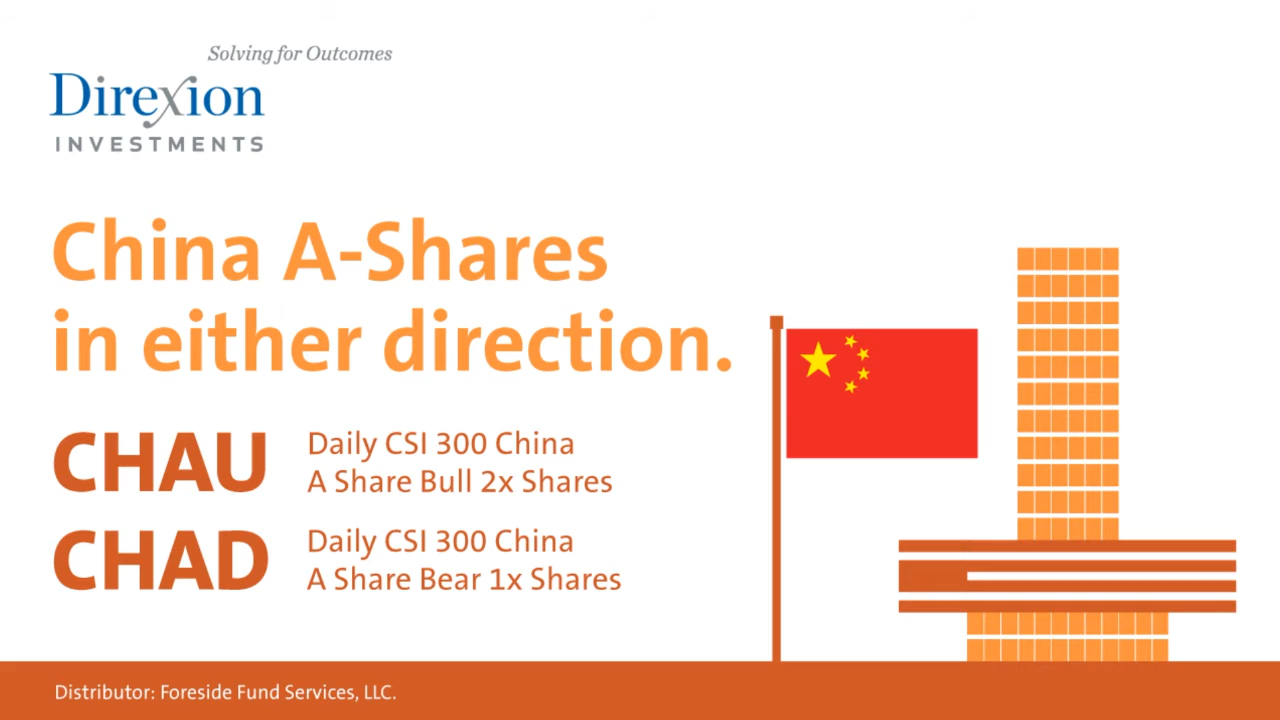 Solving for Outcomes
Direxion
INVESTMENTS
China A-Shares
in either direction.
CHAU
Daily CSI 300 China
A Share Bull 2x Shares
CHAD
Daily CSI 300 China
A Share Bear 1x Shares
Distributor: Foreside Fund Services, LLC.